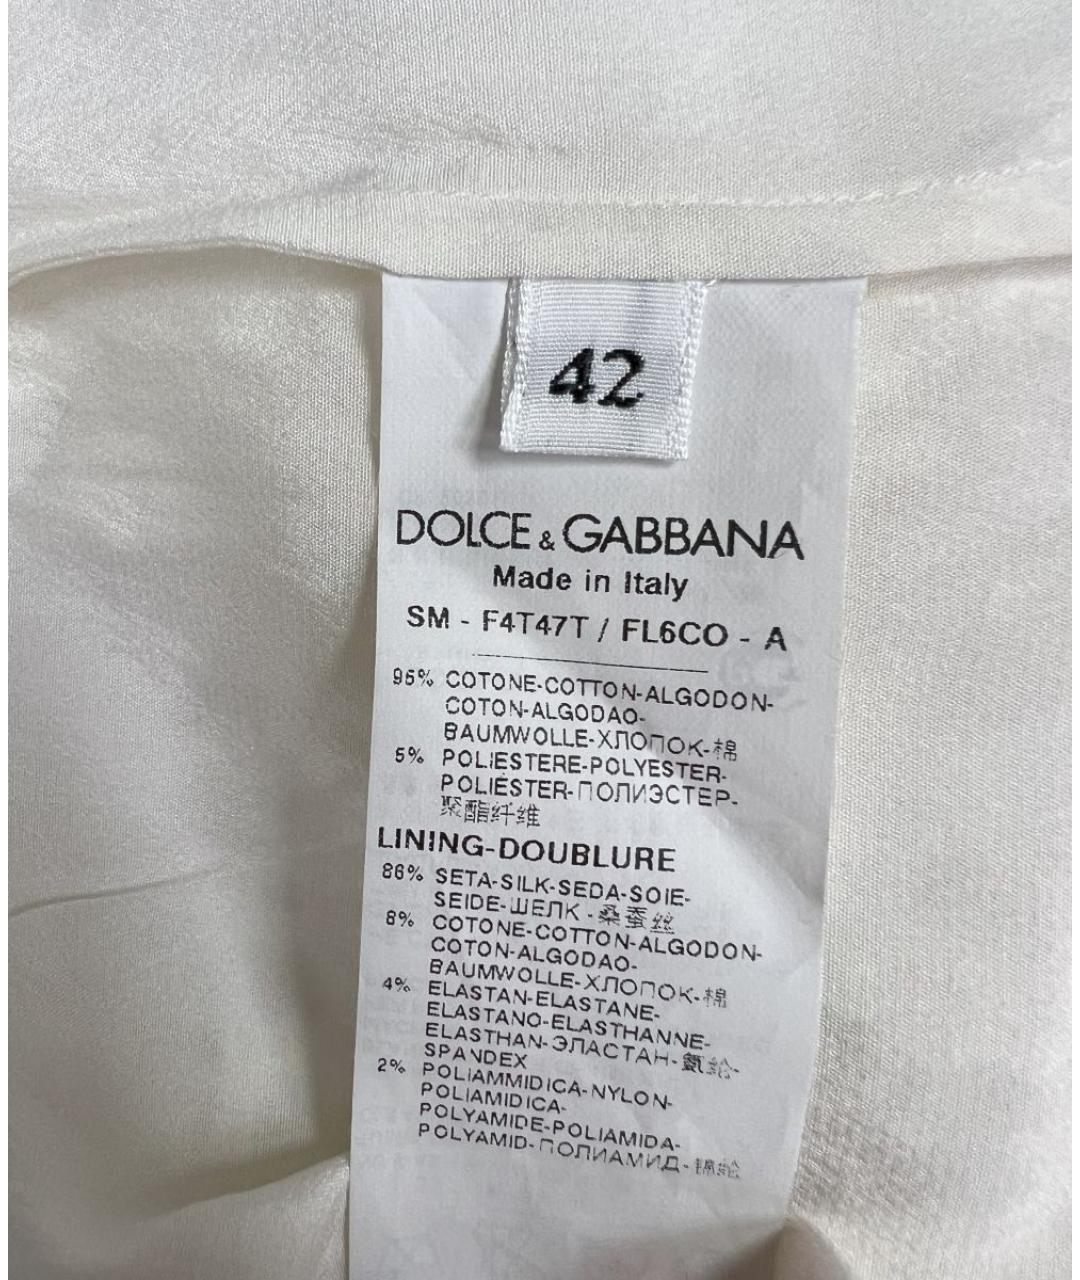 42
DOLCE & GABBANA
Made in Italy
SM - F4T47T / FL6CO - A
95% COTONE-COTTON-ALGODON-
COTON-ALGODAO-
BAUMWOLLE-ХЛОПОК-棉
5% POLIESTERE-POLYESTER-
POLIÉSTER-ПОЛИЭСТЕР-
聚酯纤维
LINING-DOUBLURE
86% SETA-SILK-SEDA-SOIE-
SEIDE-ШЕЛК-桑蚕丝
8% COTONE-COTTON-ALGODON-
COTON-ALGODAO-
BAUMWOLLE-ХЛОПОК-棉
4% ELASTAN-ELASTANE-
ELASTANO-ELASTHANNE-
ELASTHAN-ЭЛАСТАН-氨纶-
SPANDEX
2% POLIAMMIDICA-NYLON-
POLIAMIDICA-
POLYAMIDE-POLIAMIDA-
POLYAMID-ПОЛИАМИД-锦纶